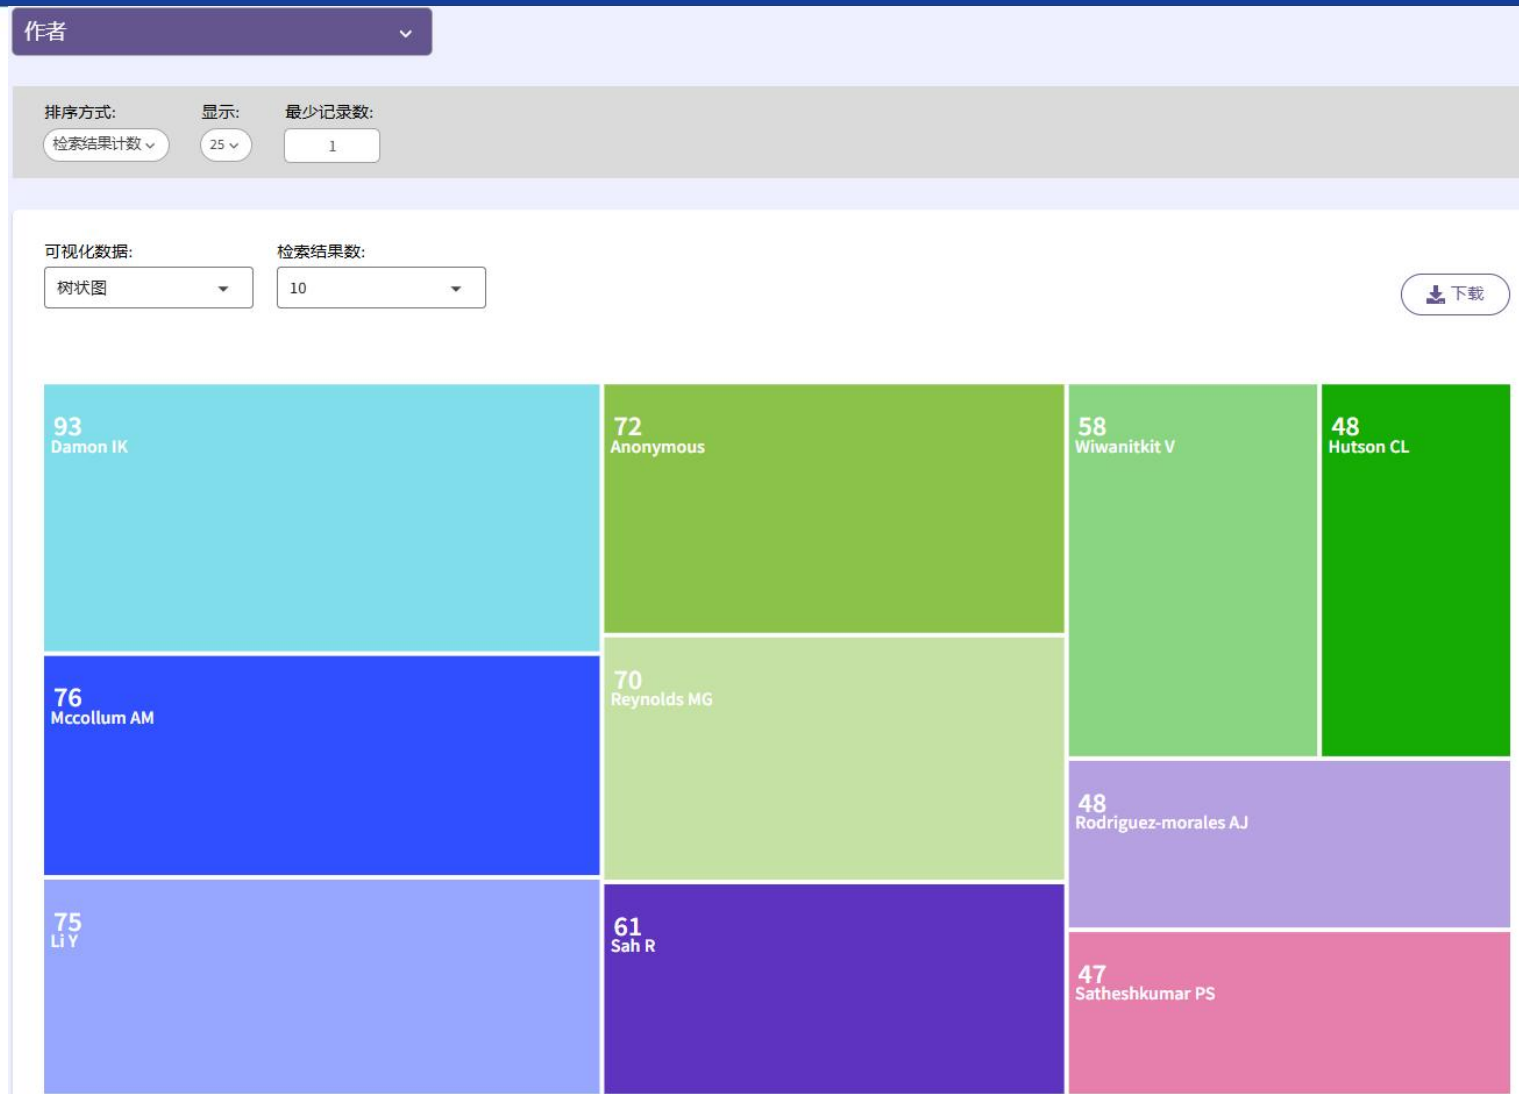 作者
排序方式:
显示:
最少记录数:
检索结果计数
25
1
可视化数据:
检索结果数:
树状图
10
下载
93
Damon IK
76
Mccollum AM
75
Li Y
72
Anonymous
70
Reynolds MG
61
Sah R
58
Wiwanitkit V
48
Hutson CL
48
Rodriguez-morales AJ
47
Satheshkumar PS